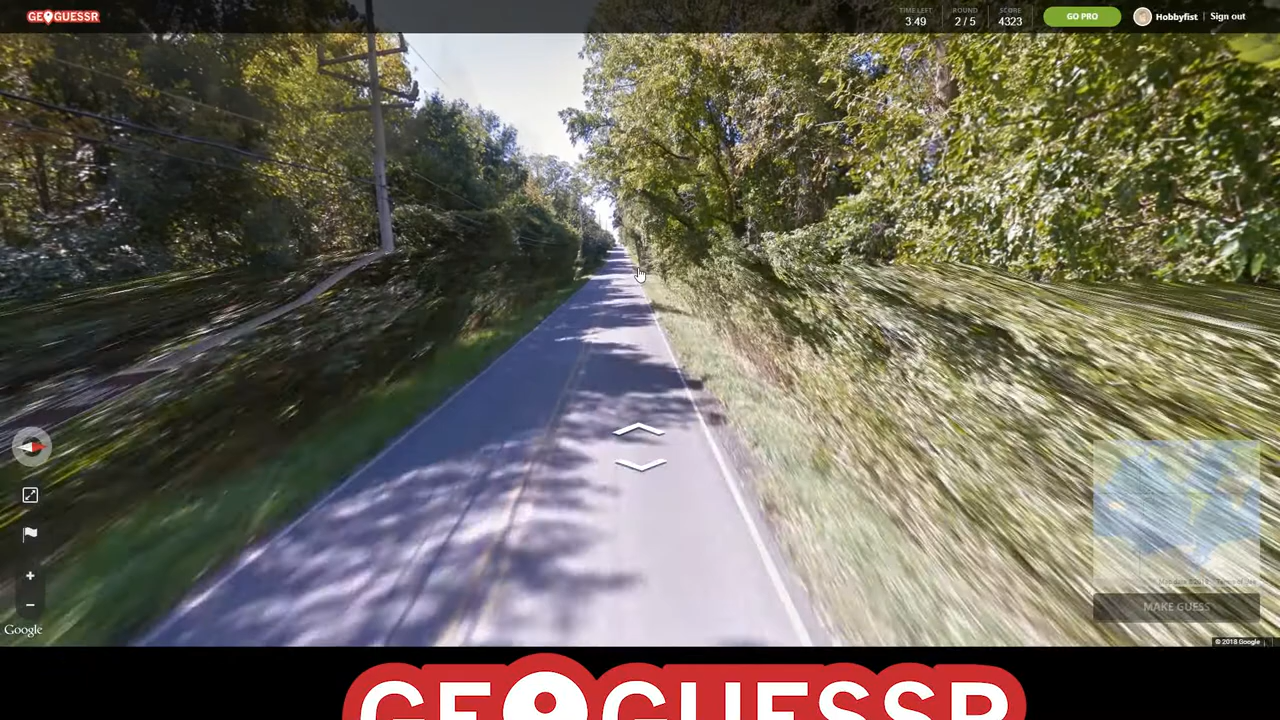 GEOGUESSR
TIME LEFT
3:49
ROUND
2 / 5
SCORE
4323
GO PRO
Hobbyfist
Sign out
MAKE GUESS
Google
© 2018 Google
GEOGUESSR